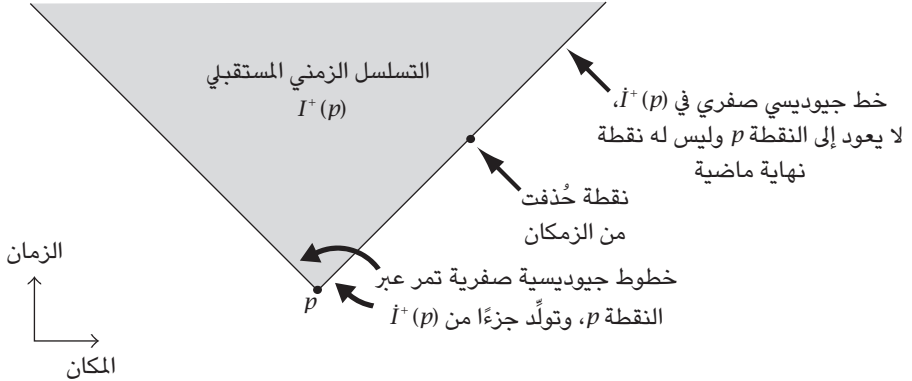 التسلسل الزمني المستقبلي
I⁺(p)
خط جيوديسي صفري في İ⁺(p)،
لا يعود إلى النقطة p وليس له نقطة
نهاية ماضية
نقطة حُذفت
من الزمكان
خطوط جيوديسية صفرية تمر عبر
النقطة p، وتولِّد جزءًا من İ⁺(p)
p
الزمان
المكان